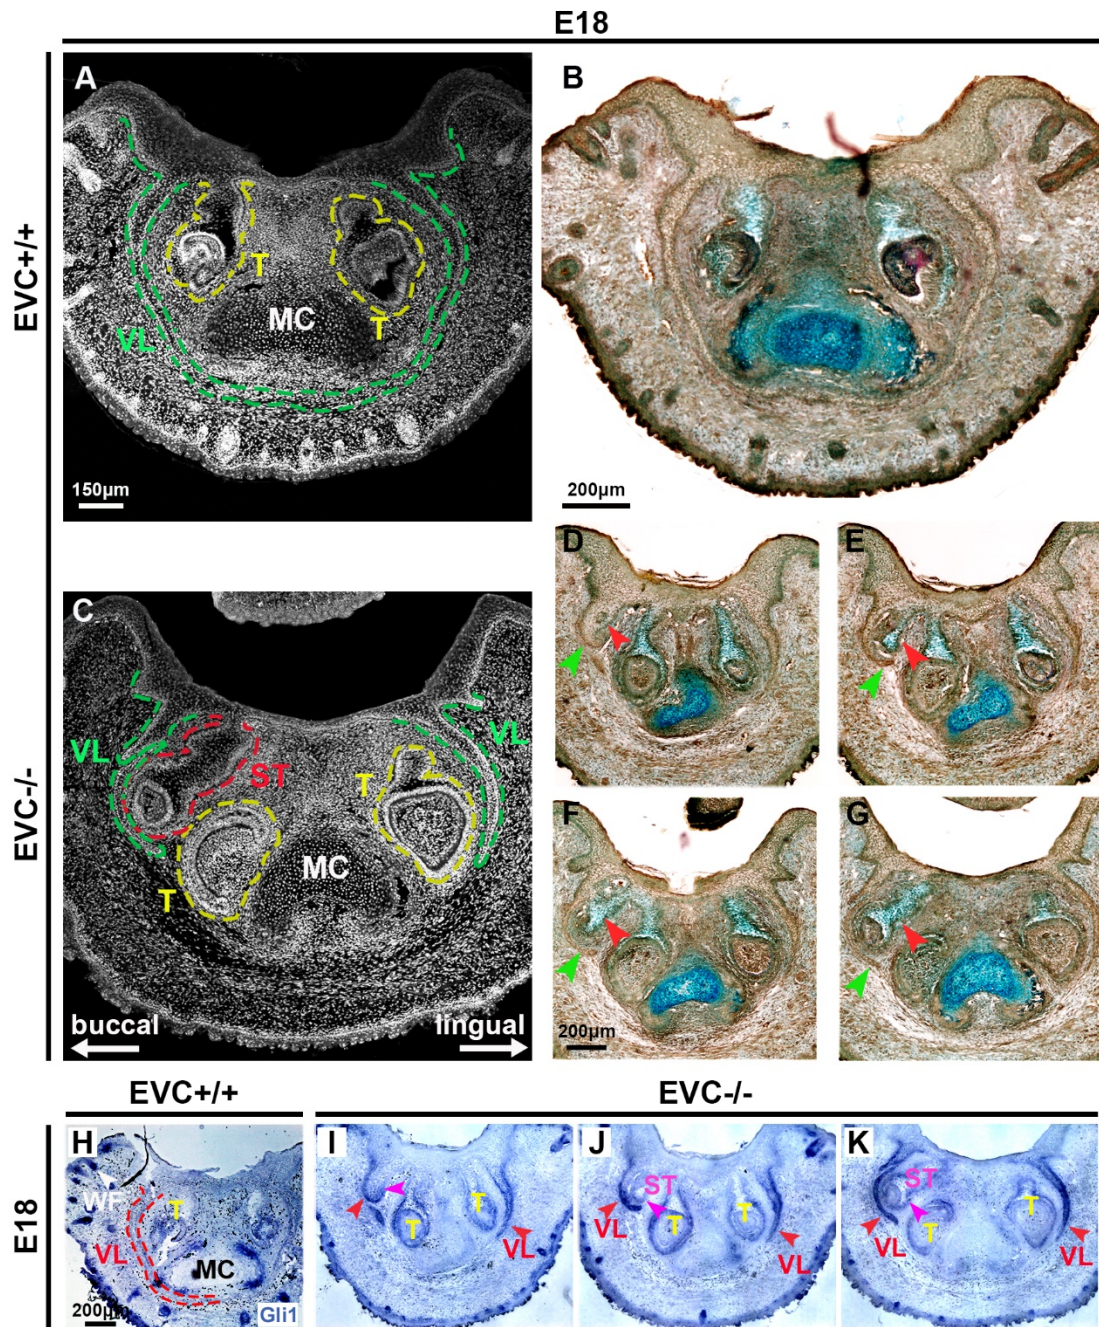 E18
EVC+/+
A
VL
T
MC
T
150µm
B
200µm
EVC-/-
C
VL
ST
T
VL
T
MC
buccal
lingual
D
E
F
200µm
G
EVC+/+
EVC-/-
E18
H
WF
T
VL
MC
200µm
Gli1
I
T
T
VL
J
ST
VL
T
T
VL
K
ST
VL
T
T
VL